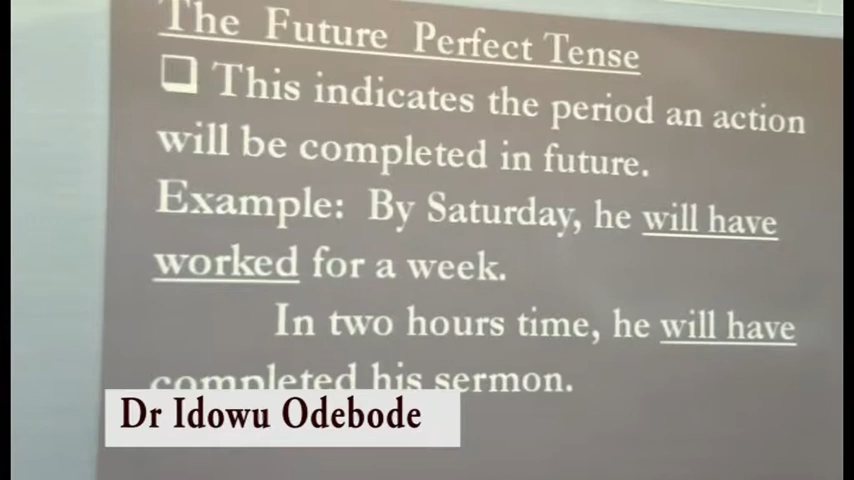 The Future Perfect Tense
❑ This indicates the period an action
will be completed in future.
Example: By Saturday, he will have
worked for a week.
In two hours time, he will have
completed his sermon.
Dr Idowu Odebode